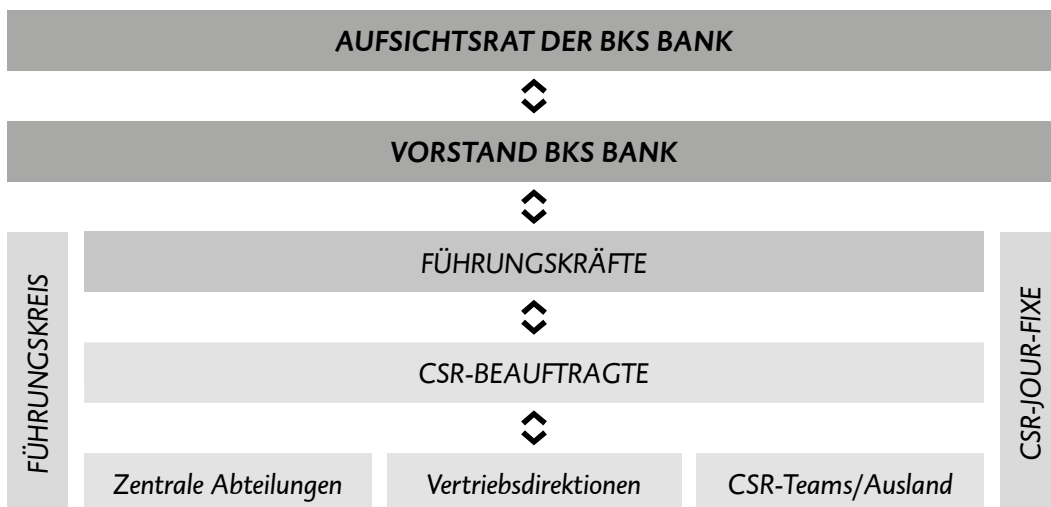 AUFSICHTSRAT DER BKS BANK
VORSTAND BKS BANK
FÜHRUNGSKREIS
FÜHRUNGSKRÄFTE
CSR-BEAUFTRAGTE
Zentrale Abteilungen
Vertriebsdirektionen
CSR-Teams/Ausland
CSR-JOUR-FIXE